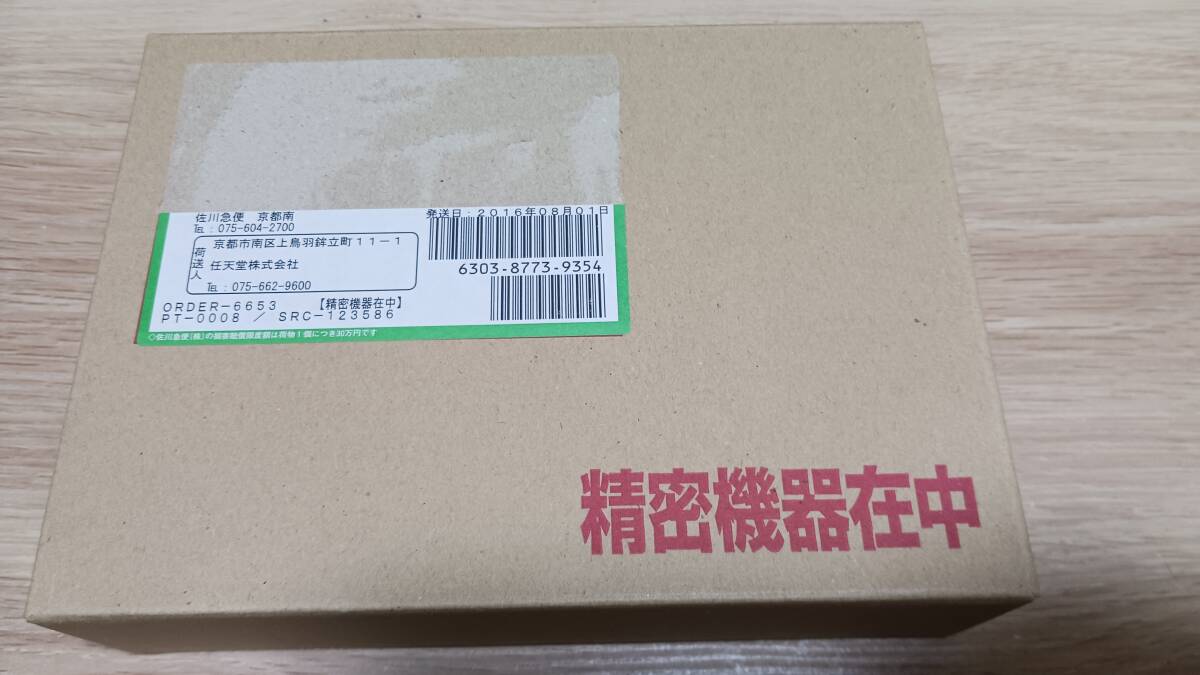 佐川急便 京都南
発送日:2016年08月01日
TEL:075-604-2700
京都市南区上鳥羽鉾立町11-1
荷送人
任天堂株式会社
TEL:075-662-9600
6303-8773-9354
ORDER-6653 【精密機器在中】
PT-0008 / SRC-123586
◇佐川急便(株)の損害賠償限度額は荷物1個につき30万円です
精密機器在中